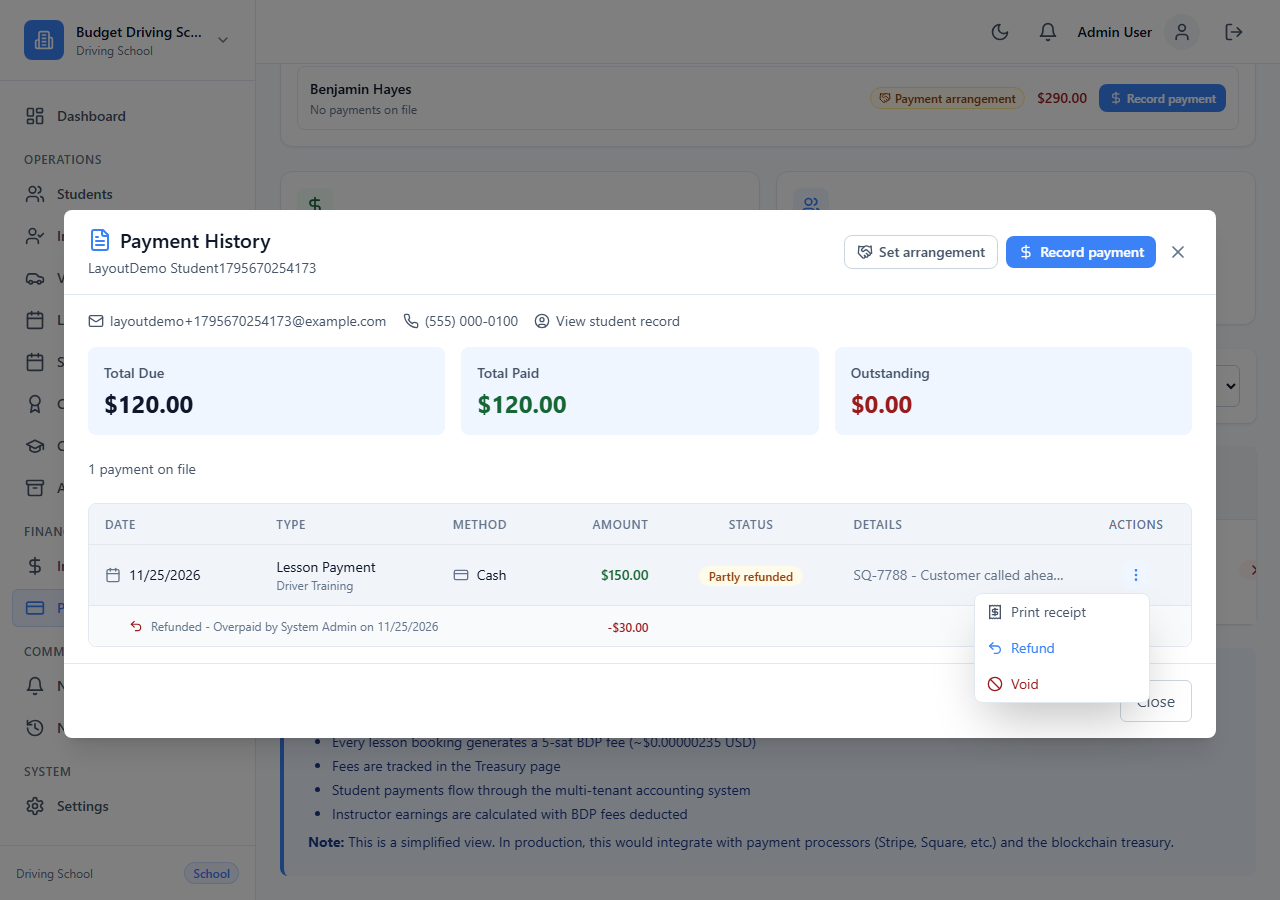 Budget Driving Sc...
Driving School
Admin User
Dashboard
OPERATIONS
Students
Benjamin Hayes
No payments on file
Payment arrangement
$290.00
Record payment
Payment History
LayoutDemo Student1795670254173
Set arrangement
Record payment
layoutdemo+1795670254173@example.com
(555) 000-0100
View student record
Total Due
$120.00
Total Paid
$120.00
Outstanding
$0.00
1 payment on file
DATE
TYPE
METHOD
AMOUNT
STATUS
DETAILS
ACTIONS
11/25/2026
Lesson Payment
Driver Training
Cash
$150.00
Partly refunded
SQ-7788 - Customer called ahea...
Refunded - Overpaid by System Admin on 11/25/2026
-$30.00
Print receipt
Refund
Void
Close
SYSTEM
Settings
Driving School
School
Every lesson booking generates a 5-sat BDP fee (~$0.00000235 USD)
Fees are tracked in the Treasury page
Student payments flow through the multi-tenant accounting system
Instructor earnings are calculated with BDP fees deducted
Note: This is a simplified view. In production, this would integrate with payment processors (Stripe, Square, etc.) and the blockchain treasury.